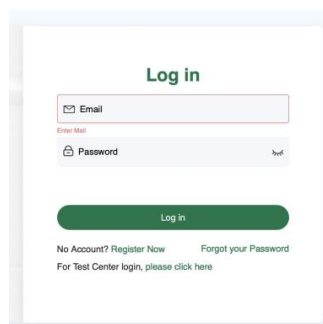 Log in
Email
Enter Mail
Password
Log in
No Account? Register Now Forgot your Password
For Test Center login, please click here